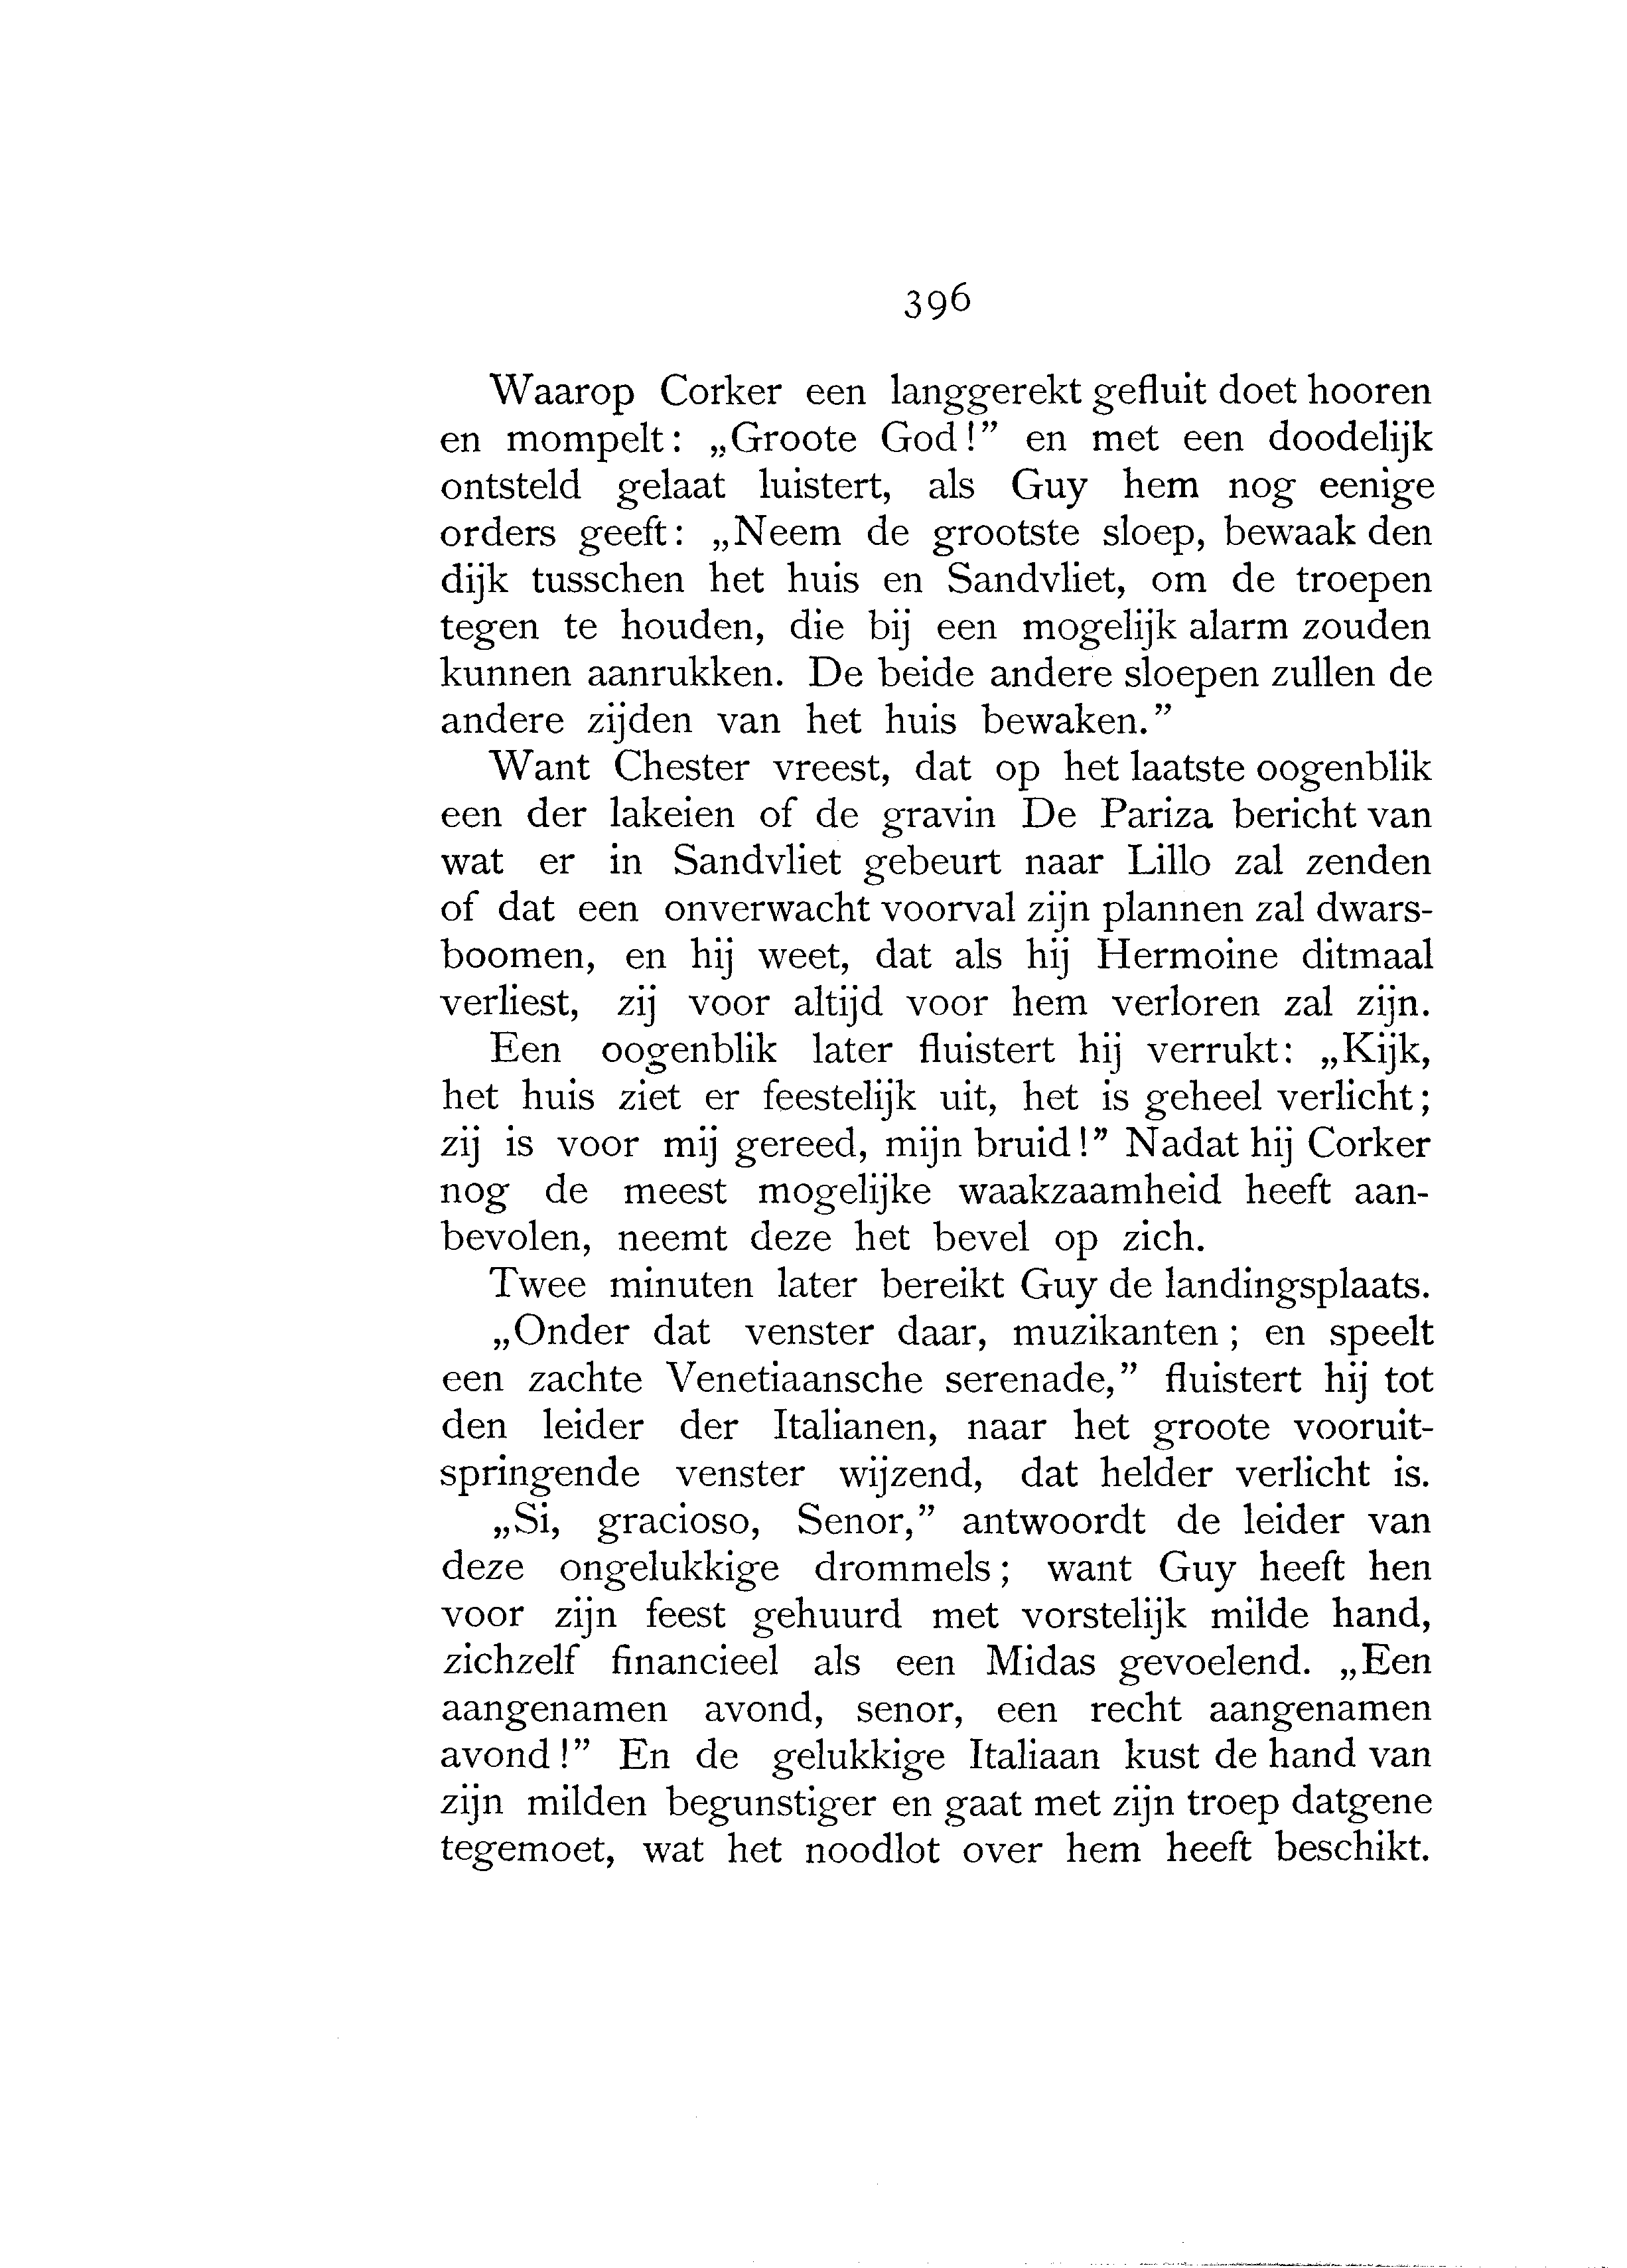 396
Waarop Corker een langgerekt gefluit doet hooren
en mompelt: „Groote God!” en met een doodelijk
ontsteld gelaat luistert, als Guy hem nog eenige
orders geeft: „Neem de grootste sloep, bewaak den
dijk tusschen het huis en Sandvliet, om de troepen
tegen te houden, die bij een mogelijk alarm zouden
kunnen aanrukken. De beide andere sloepen zullen de
andere zijden van het huis bewaken.”
Want Chester vreest, dat op het laatste oogenblik
een der lakeien of de gravin De Pariza bericht van
wat er in Sandvliet gebeurt naar Lillo zal zenden
of dat een onverwacht voorval zijn plannen zal dwars-
boomen, en hij weet, dat als hij Hermoine ditmaal
verliest, zij voor altijd voor hem verloren zal zijn.
Een oogenblik later fluistert hij verrukt: „Kijk,
het huis ziet er feestelijk uit, het is geheel verlicht;
zij is voor mij gereed, mijn bruid!” Nadat hij Corker
nog de meest mogelijke waakzaamheid heeft aan-
bevolen, neemt deze het bevel op zich.
Twee minuten later bereikt Guy de landingsplaats.
„Onder dat venster daar, muzikanten; en speelt
een zachte Venetiaansche serenade,” fluistert hij tot
den leider der Italianen, naar het groote vooruit-
springende venster wijzend, dat helder verlicht is.
„Si, gracioso, Senor,” antwoordt de leider van
deze ongelukkige drommels; want Guy heeft hen
voor zijn feest gehuurd met vorstelijk milde hand,
zichzelf financieel als een Midas gevoelend. „Een
aangenamen avond, senor, een recht aangenamen
avond!” En de gelukkige Italiaan kust de hand van
zijn milden begunstiger en gaat met zijn troep datgene
tegemoet, wat het noodlot over hem heeft beschikt.